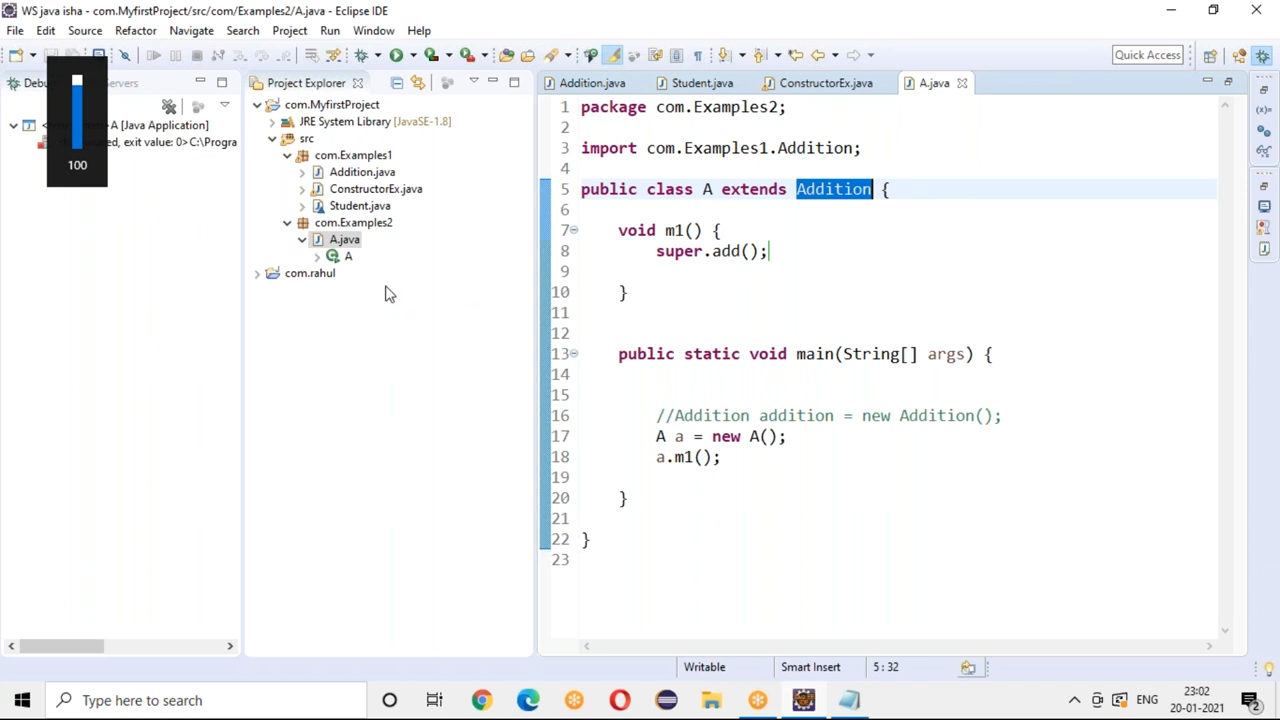 WS java isha - com.MyfirstProject/src/com/Examples2/A.java - Eclipse IDE
File Edit Source Refactor Navigate Search Project Run Window Help
Quick Access
Servers
Project Explorer
Addition.java
Student.java
ConstructorEx.java
A.java
A [Java Application]
exit value: 0>C:\Progra
100
com.MyfirstProject
JRE System Library [JavaSE-1.8]
src
com.Examples1
Addition.java
ConstructorEx.java
Student.java
com.Examples2
A.java
A
com.rahul
1 package com.Examples2;
2
3 import com.Examples1.Addition;
4
5 public class A extends Addition {
6
7 void m1() {
8 super.add();
9
10 }
11
12
13 public static void main(String[] args) {
14
15
16 //Addition addition = new Addition();
17 A a = new A();
18 a.m1();
19
20 }
21
22 }
23
Writable Smart Insert 5 : 32
Type here to search
ENG
23:02
20-01-2021
2